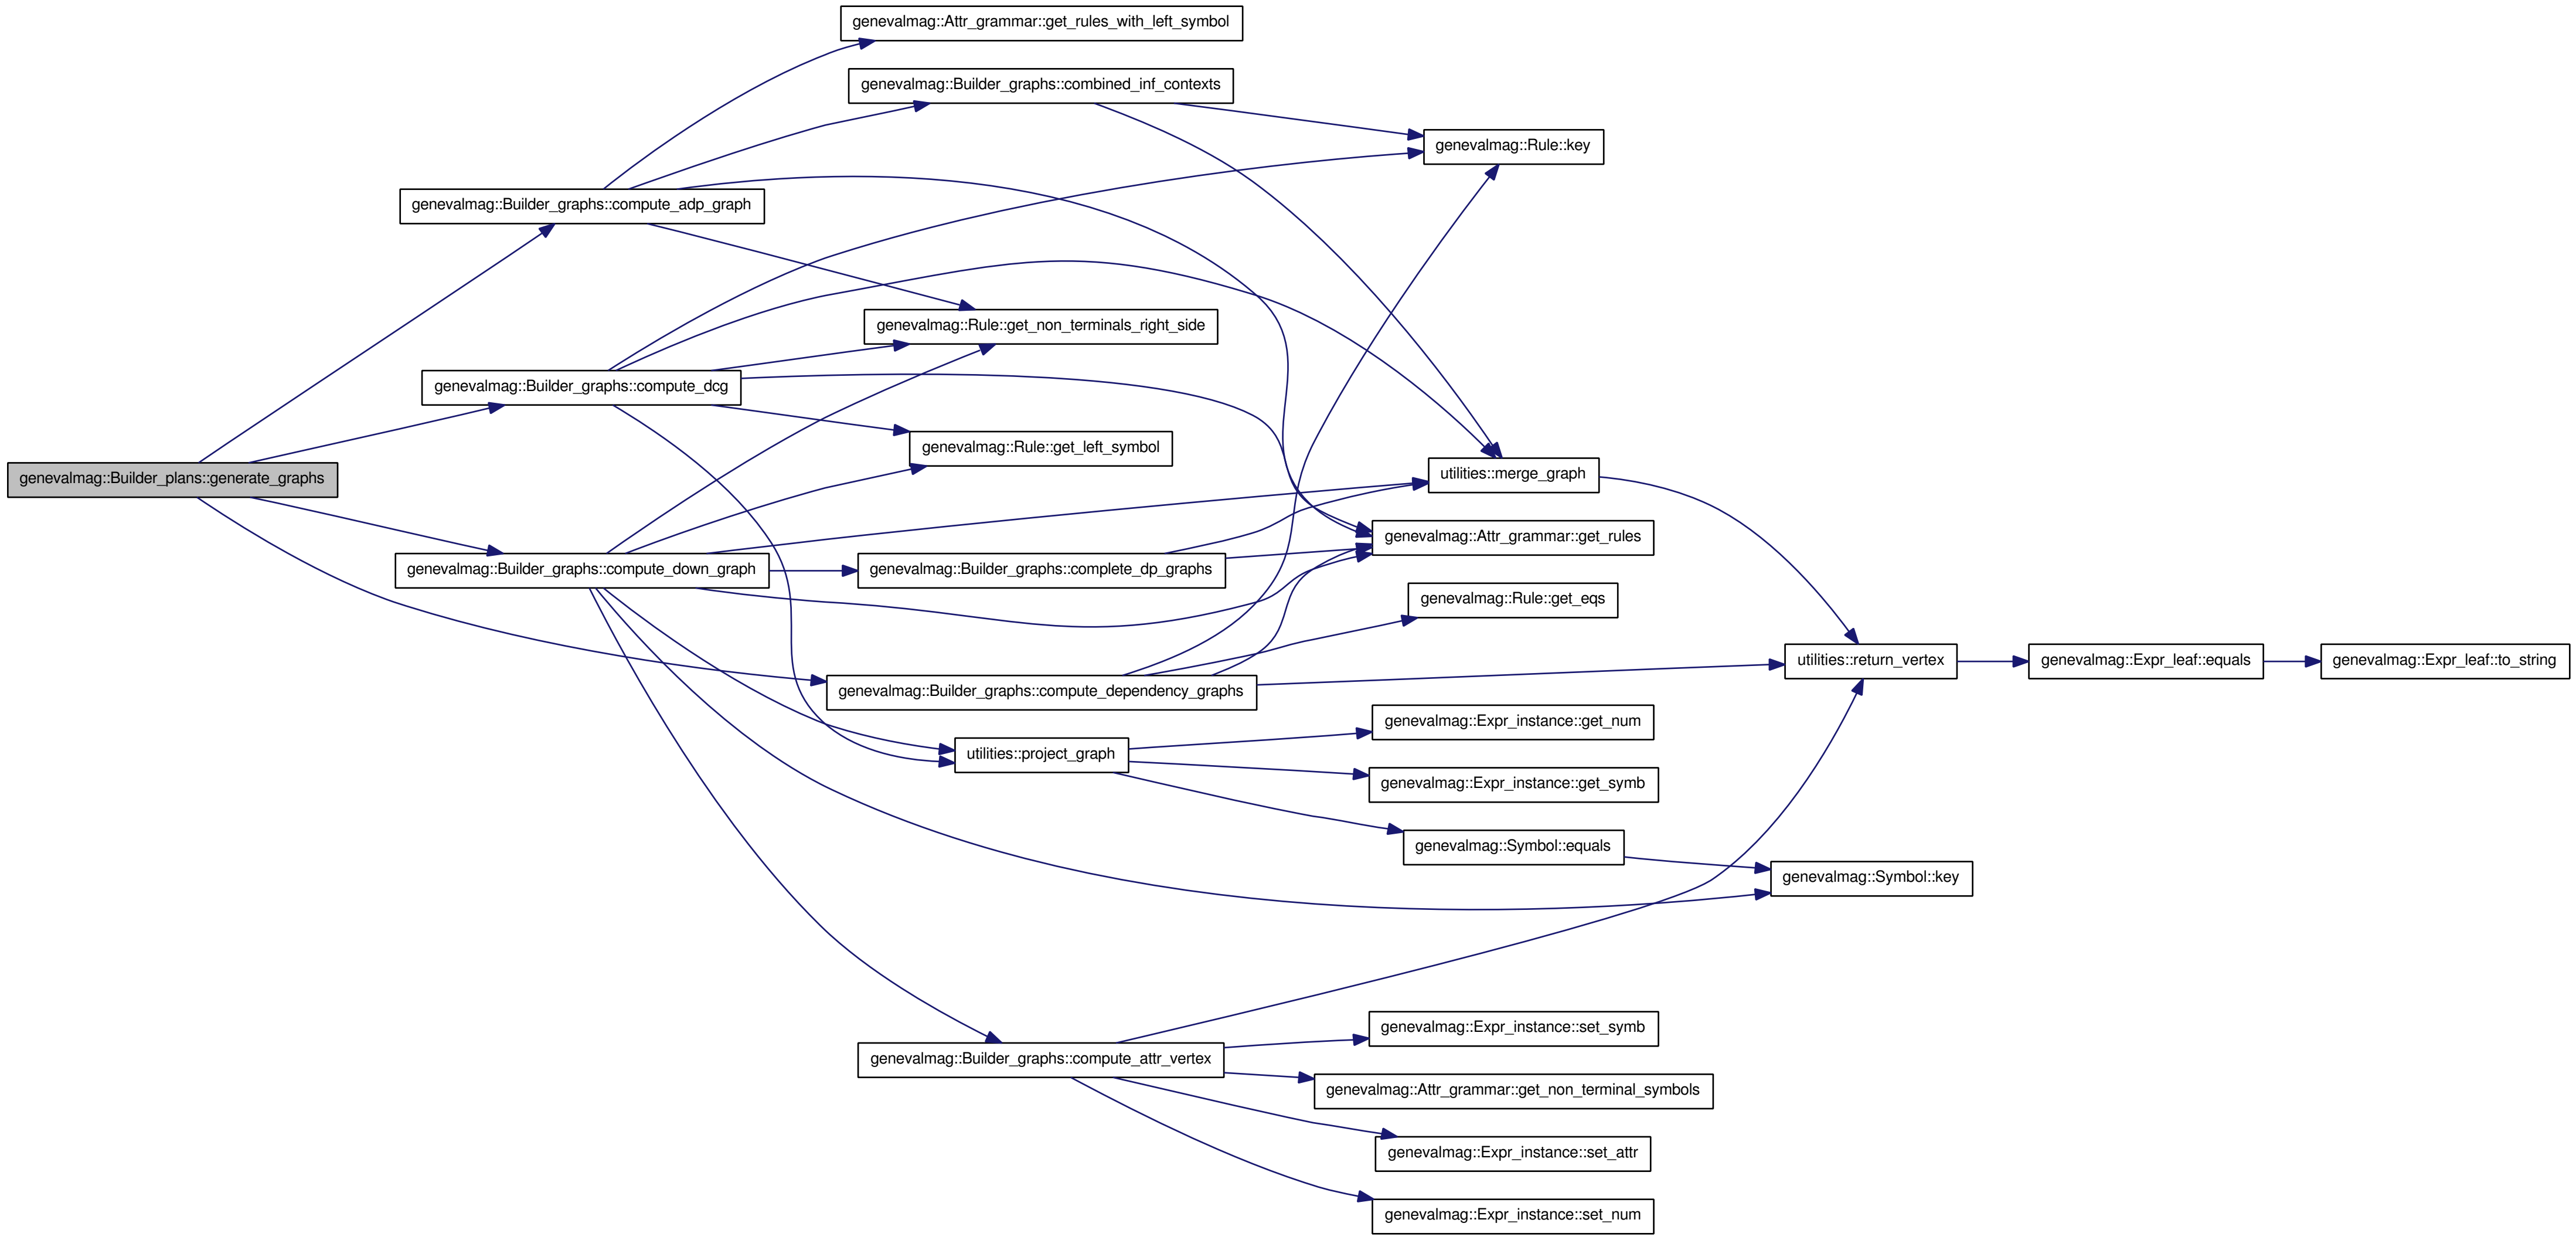 genevalmag::Attr_grammar::get_rules_with_left_symbol
genevalmag::Builder_graphs::combined_inf_contexts
genevalmag::Rule::key
genevalmag::Builder_graphs::compute_adp_graph
genevalmag::Rule::get_non_terminals_right_side
genevalmag::Builder_graphs::compute_dcg
genevalmag::Rule::get_left_symbol
genevalmag::Builder_plans::generate_graphs
utilities::merge_graph
genevalmag::Attr_grammar::get_rules
genevalmag::Builder_graphs::compute_down_graph
genevalmag::Builder_graphs::complete_dp_graphs
genevalmag::Rule::get_eqs
utilities::return_vertex
genevalmag::Expr_leaf::equals
genevalmag::Expr_leaf::to_string
genevalmag::Builder_graphs::compute_dependency_graphs
genevalmag::Expr_instance::get_num
utilities::project_graph
genevalmag::Expr_instance::get_symb
genevalmag::Symbol::equals
genevalmag::Symbol::key
genevalmag::Expr_instance::set_symb
genevalmag::Builder_graphs::compute_attr_vertex
genevalmag::Attr_grammar::get_non_terminal_symbols
genevalmag::Expr_instance::set_attr
genevalmag::Expr_instance::set_num